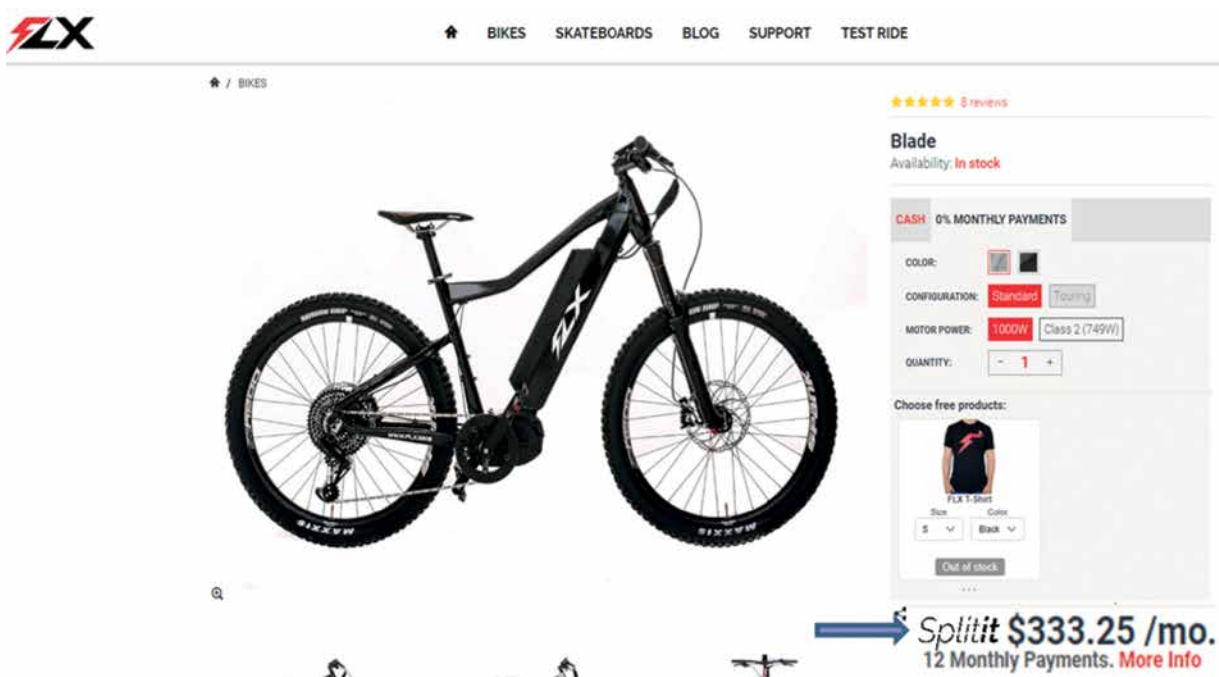 FLX
BIKES SKATEBOARDS BLOG SUPPORT TEST RIDE
/ BIKES
8 reviews
Blade
Availability: In stock
CASH 0% MONTHLY PAYMENTS
COLOR:
CONFIGURATION: Standard Touring
MOTOR POWER: 1000W Class 2 (749W)
QUANTITY: - 1 +
Choose free products:
FLX T-Shirt
Size Color
S Black
Out of stock
...
Splitit $333.25 /mo.
12 Monthly Payments. More Info
FLX
MAXXIS
MAXXIS